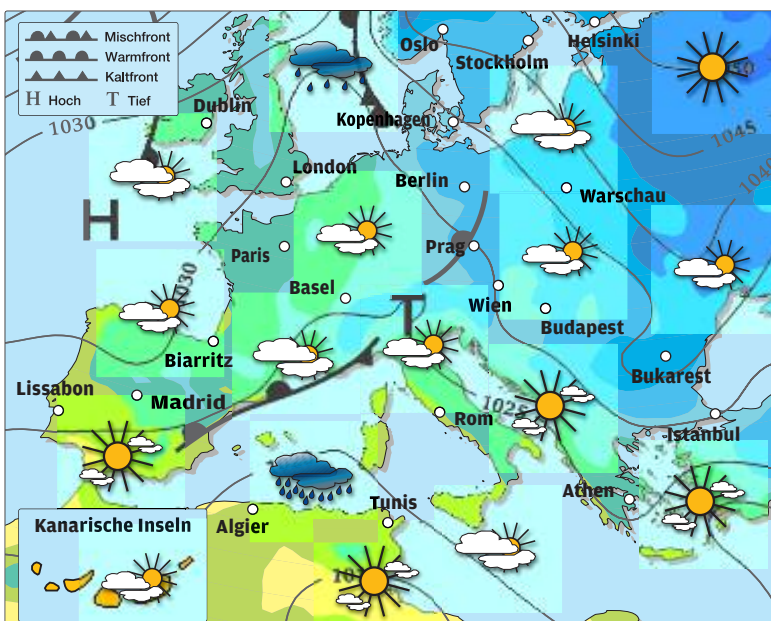 Mischfront
Warmfront
Kaltfront
H Hoch T Tief
Oslo
Stockholm
Helsinki
1030
Dublin
Kopenhagen
1045
1040
London
Berlin
Warschau
H
Paris
Prag
1030
Basel
Wien
T
Budapest
Biarritz
Bukarest
Lissabon
Madrid
Rom
1025
Istanbul
Athen
Kanarische Inseln
Algier
Tunis